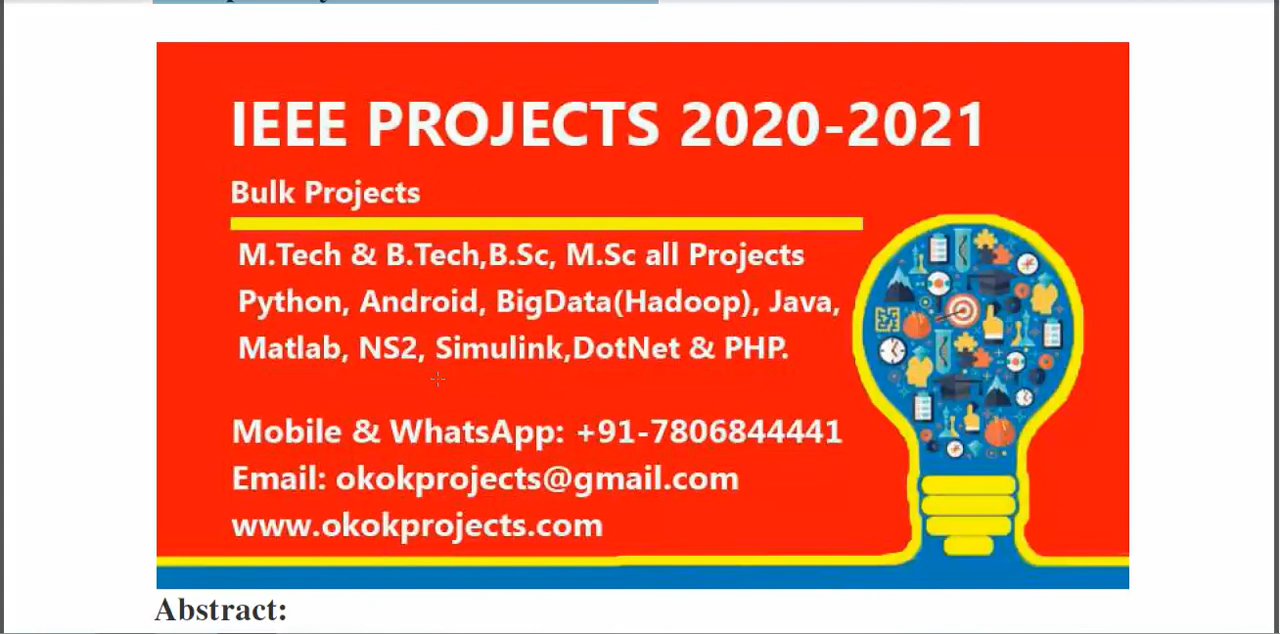 IEEE PROJECTS 2020-2021
Bulk Projects
M.Tech & B.Tech,B.Sc, M.Sc all Projects
Python, Android, BigData(Hadoop), Java,
Matlab, NS2, Simulink,DotNet & PHP.
Mobile & WhatsApp: +91-7806844441
Email: okokprojects@gmail.com
www.okokprojects.com
Abstract: